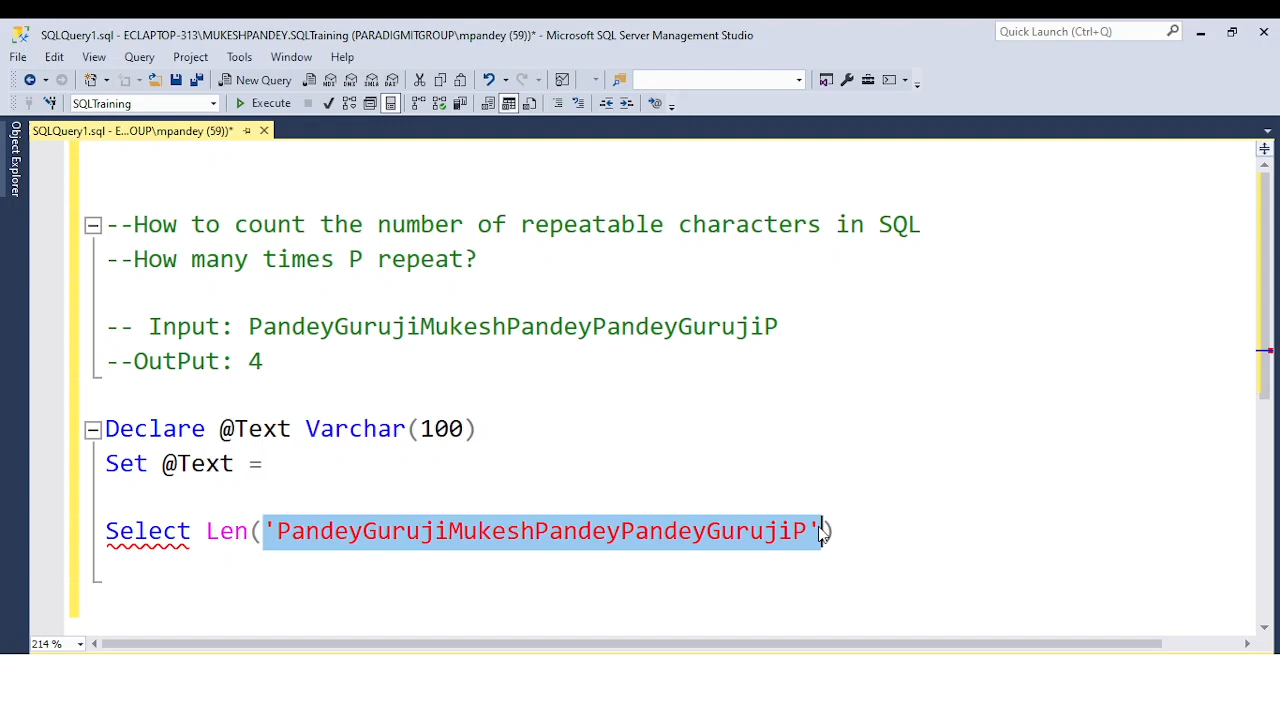 SQLQuery1.sql - ECLAPTOP-313\MUKESHPANDEY.SQLTraining (PARADIGMITGROUP\mpandey (59))* - Microsoft SQL Server Management Studio
Quick Launch (Ctrl+Q)
File Edit View Query Project Tools Window Help
New Query
SQLTraining
Execute
SQLQuery1.sql - E...OUP\mpandey (59))*
Object Explorer
--How to count the number of repeatable characters in SQL
--How many times P repeat?
-- Input: PandeyGurujiMukeshPandeyPandeyGurujiP
--OutPut: 4
Declare @Text Varchar(100)
Set @Text =
Select Len('PandeyGurujiMukeshPandeyPandeyGurujiP')
214 %